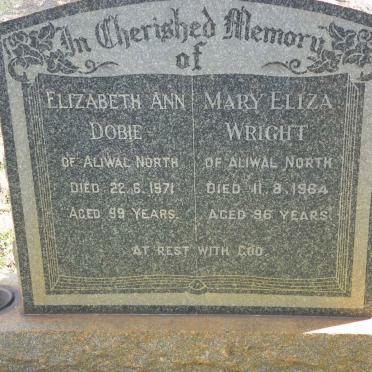 In Cherished Memory
of
ELIZABETH ANN
DOBIE
OF ALIWAL NORTH
DIED 22.6.1971
AGED 99 YEARS.
MARY ELIZA
WRIGHT
OF ALIWAL NORTH
DIED 11.8.1964
AGED 96 YEARS.
AT REST WITH GOD.